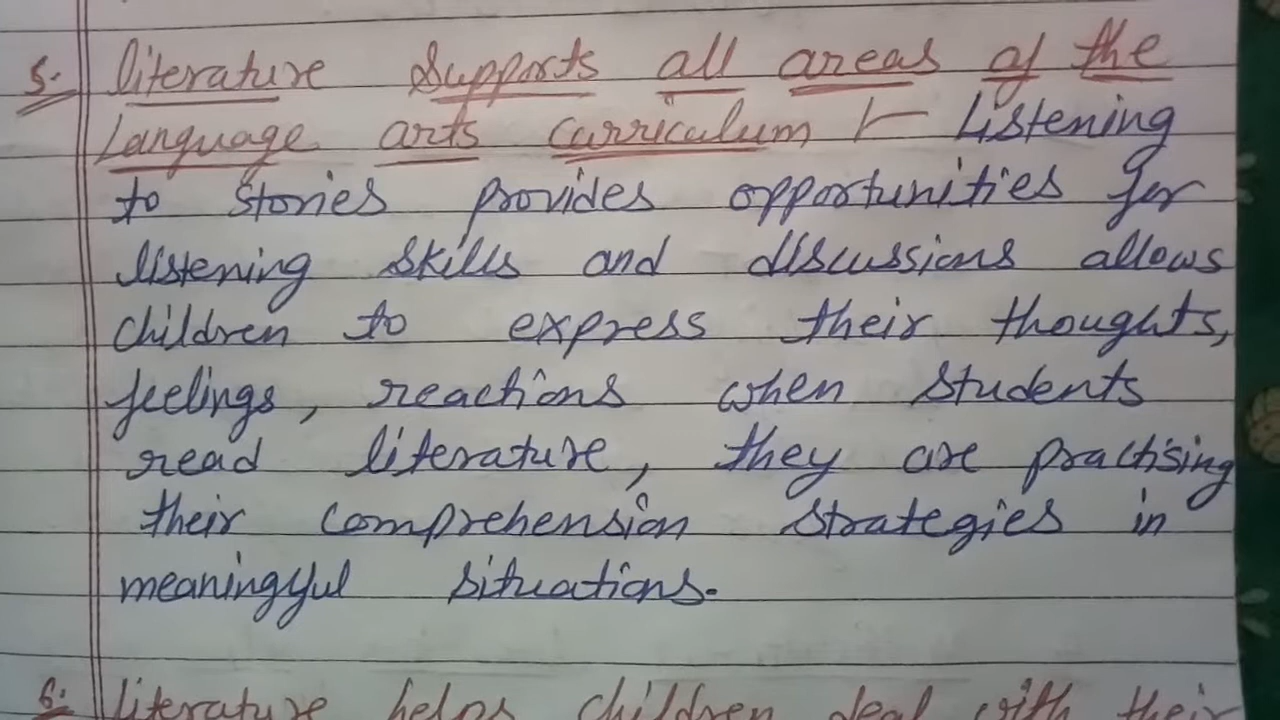 5. Literature Supports all areas of the
Language arts curriculum :- Listening
to stories provides opportunities for
listening skills and discussions allows
children to express their thoughts,
feelings, reactions when students
read literature, they are practising
their comprehension strategies in
meaningful situations.
6. literature helps children deal with their